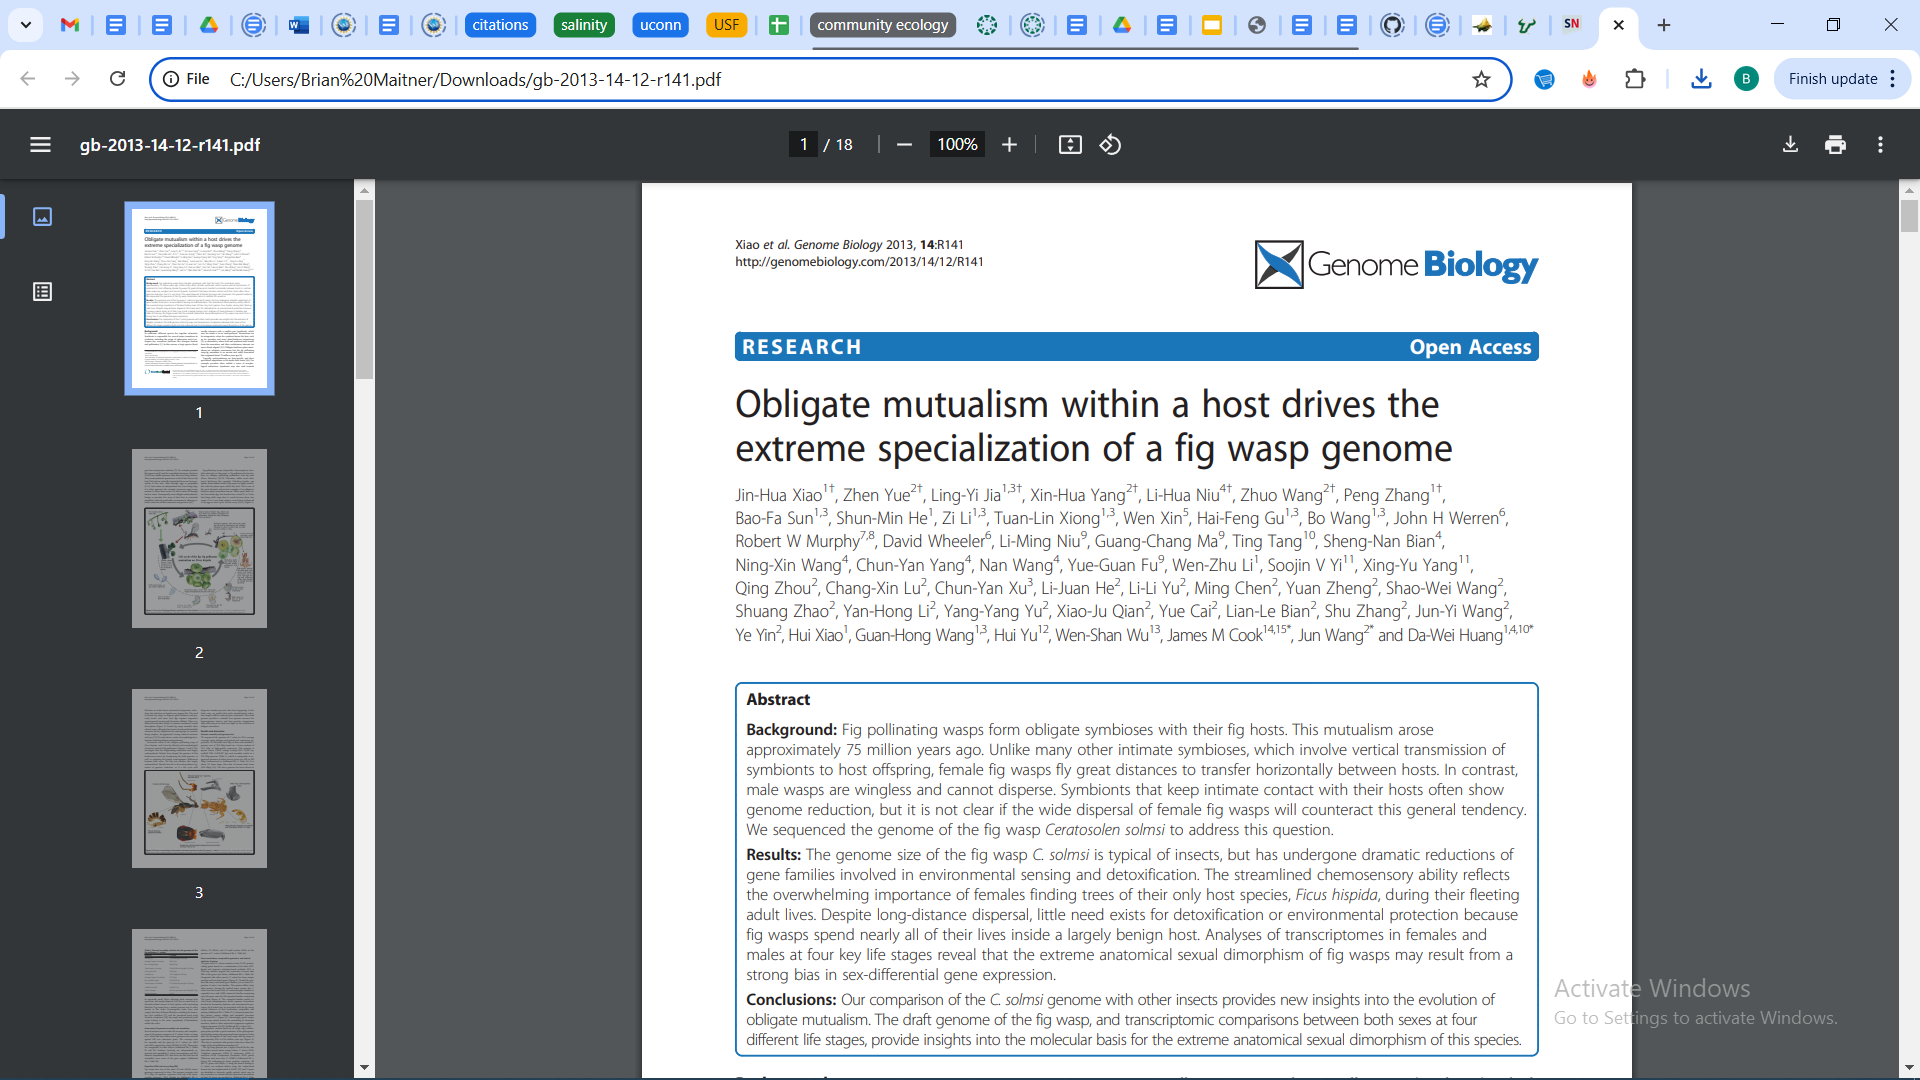 citations
salinity
uconn
USF
community ecology
SN
File
C:/Users/Brian%20Maitner/Downloads/gb-2013-14-12-r141.pdf
B
Finish update
gb-2013-14-12-r141.pdf
1 / 18
100%
1
2
3
Xiao et al. Genome Biology 2013, 14:R141
http://genomebiology.com/2013/14/12/R141
Genome Biology
RESEARCH
Open Access
Obligate mutualism within a host drives the
extreme specialization of a fig wasp genome
Jin-Hua Xiao1†, Zhen Yue2†, Ling-Yi Jia1,3†, Xin-Hua Yang2†, Li-Hua Niu4†, Zhuo Wang2†, Peng Zhang1†,
Bao-Fa Sun1,3, Shun-Min He1, Zi Li1,3, Tuan-Lin Xiong1,3, Wen Xin5, Hai-Feng Gu1,3, Bo Wang1,3, John H Werren6,
Robert W Murphy7,8, David Wheeler6, Li-Ming Niu9, Guang-Chang Ma9, Ting Tang10, Sheng-Nan Bian4,
Ning-Xin Wang4, Chun-Yan Yang4, Nan Wang4, Yue-Guan Fu9, Wen-Zhu Li1, Soojin V Yi11, Xing-Yu Yang11,
Qing Zhou2, Chang-Xin Lu2, Chun-Yan Xu3, Li-Juan He2, Li-Li Yu2, Ming Chen2, Yuan Zheng2, Shao-Wei Wang2,
Shuang Zhao2, Yan-Hong Li2, Yang-Yang Yu2, Xiao-Ju Qian2, Yue Cai2, Lian-Le Bian2, Shu Zhang2, Jun-Yi Wang2,
Ye Yin2, Hui Xiao1, Guan-Hong Wang1,3, Hui Yu12, Wen-Shan Wu13, James M Cook14,15*, Jun Wang2* and Da-Wei Huang1,4,10*
Abstract
Background: Fig pollinating wasps form obligate symbioses with their fig hosts. This mutualism arose
approximately 75 million years ago. Unlike many other intimate symbioses, which involve vertical transmission of
symbionts to host offspring, female fig wasps fly great distances to transfer horizontally between hosts. In contrast,
male wasps are wingless and cannot disperse. Symbionts that keep intimate contact with their hosts often show
genome reduction, but it is not clear if the wide dispersal of female fig wasps will counteract this general tendency.
We sequenced the genome of the fig wasp Ceratosolen solmsi to address this question.
Results: The genome size of the fig wasp C. solmsi is typical of insects, but has undergone dramatic reductions of
gene families involved in environmental sensing and detoxification. The streamlined chemosensory ability reflects
the overwhelming importance of females finding trees of their only host species, Ficus hispida, during their fleeting
adult lives. Despite long-distance dispersal, little need exists for detoxification or environmental protection because
fig wasps spend nearly all of their lives inside a largely benign host. Analyses of transcriptomes in females and
males at four key life stages reveal that the extreme anatomical sexual dimorphism of fig wasps may result from a
strong bias in sex-differential gene expression.
Conclusions: Our comparison of the C. solmsi genome with other insects provides new insights into the evolution of
obligate mutualism. The draft genome of the fig wasp, and transcriptomic comparisons between both sexes at four
different life stages, provide insights into the molecular basis for the extreme anatomical sexual dimorphism of this species.
Activate Windows
Go to Settings to activate Windows.